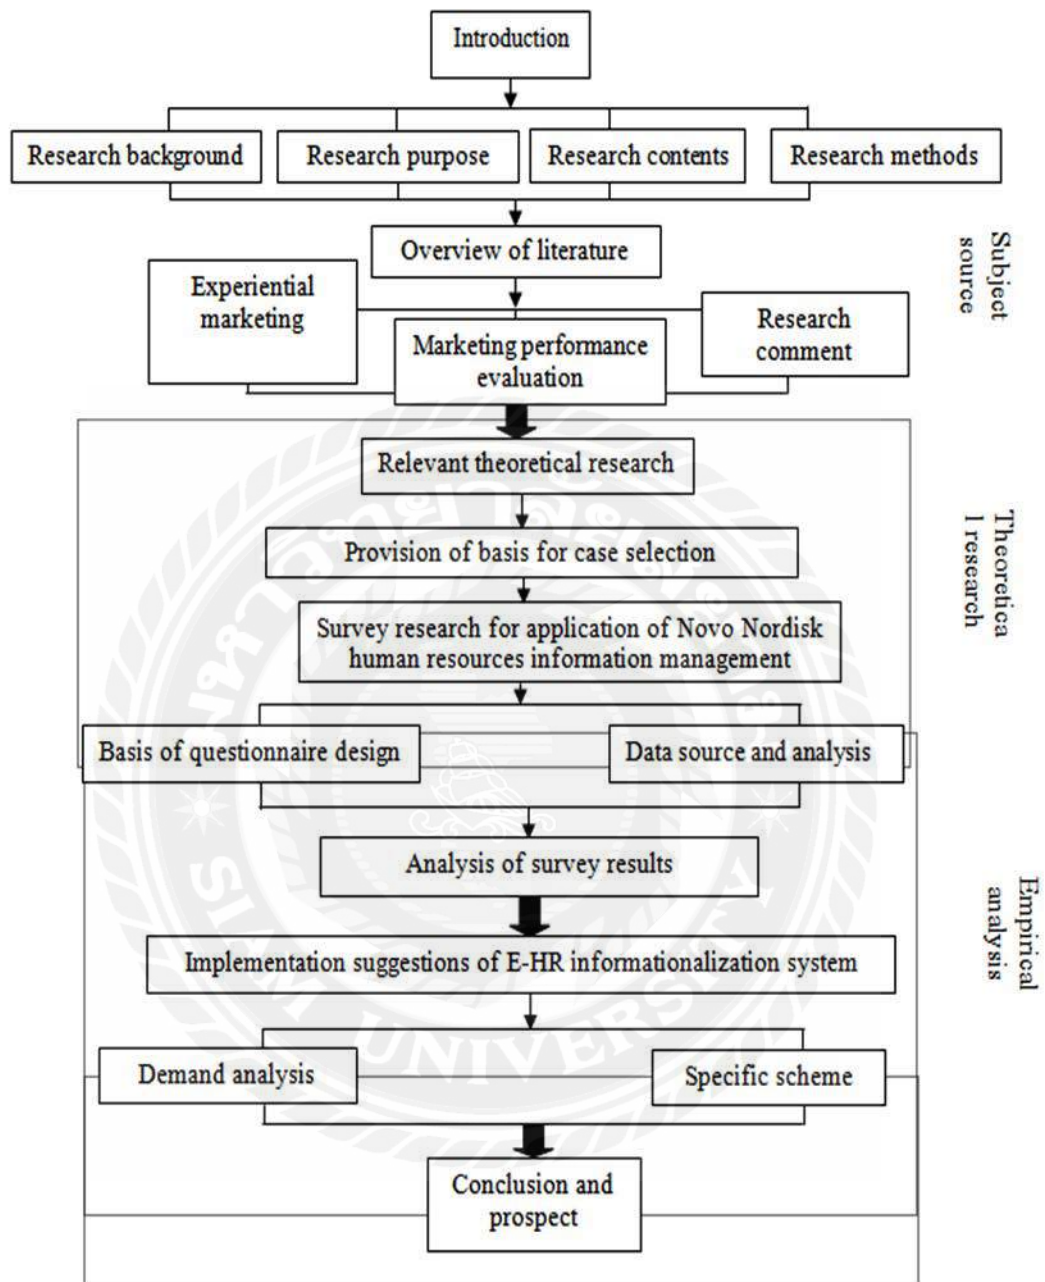 Introduction
Research background
Research purpose
Research contents
Research methods
Overview of literature
Subject
source
Experiential
marketing
Marketing performance
evaluation
Research
comment
Relevant theoretical research
Provision of basis for case selection
Theoretica
l research
Survey research for application of Novo Nordisk
human resources information management
Basis of questionnaire design
Data source and analysis
Analysis of survey results
Empirical
analysis
Implementation suggestions of E-HR informationalization system
Demand analysis
Specific scheme
Conclusion and
prospect
SIAM UNIVERSITY